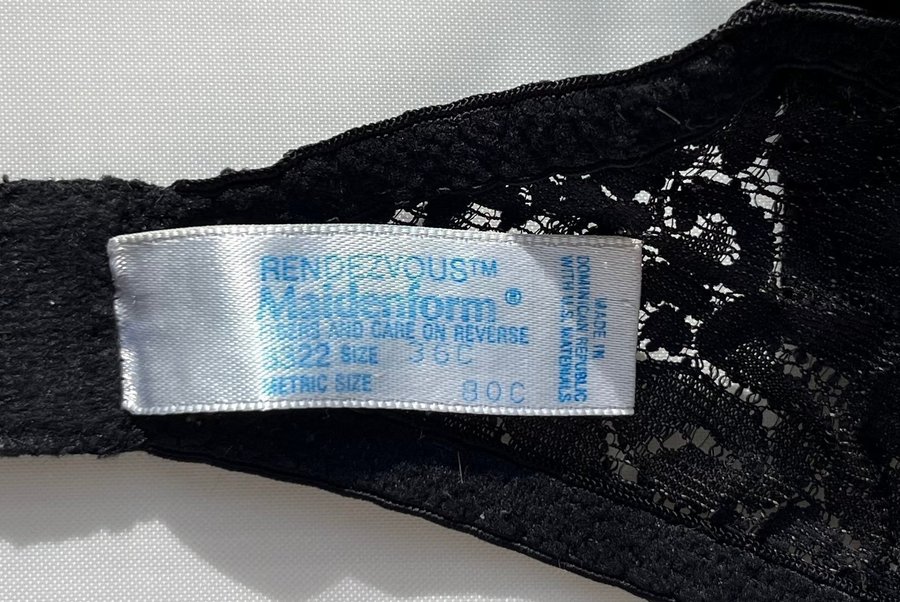 RENDEZVOUS™
Maidenform®
AND CARE ON REVERSE
SIZE 36C
METRIC SIZE 80C
MADE IN
DOMINICAN REPUBLIC
WITH U.S. MATERIALS